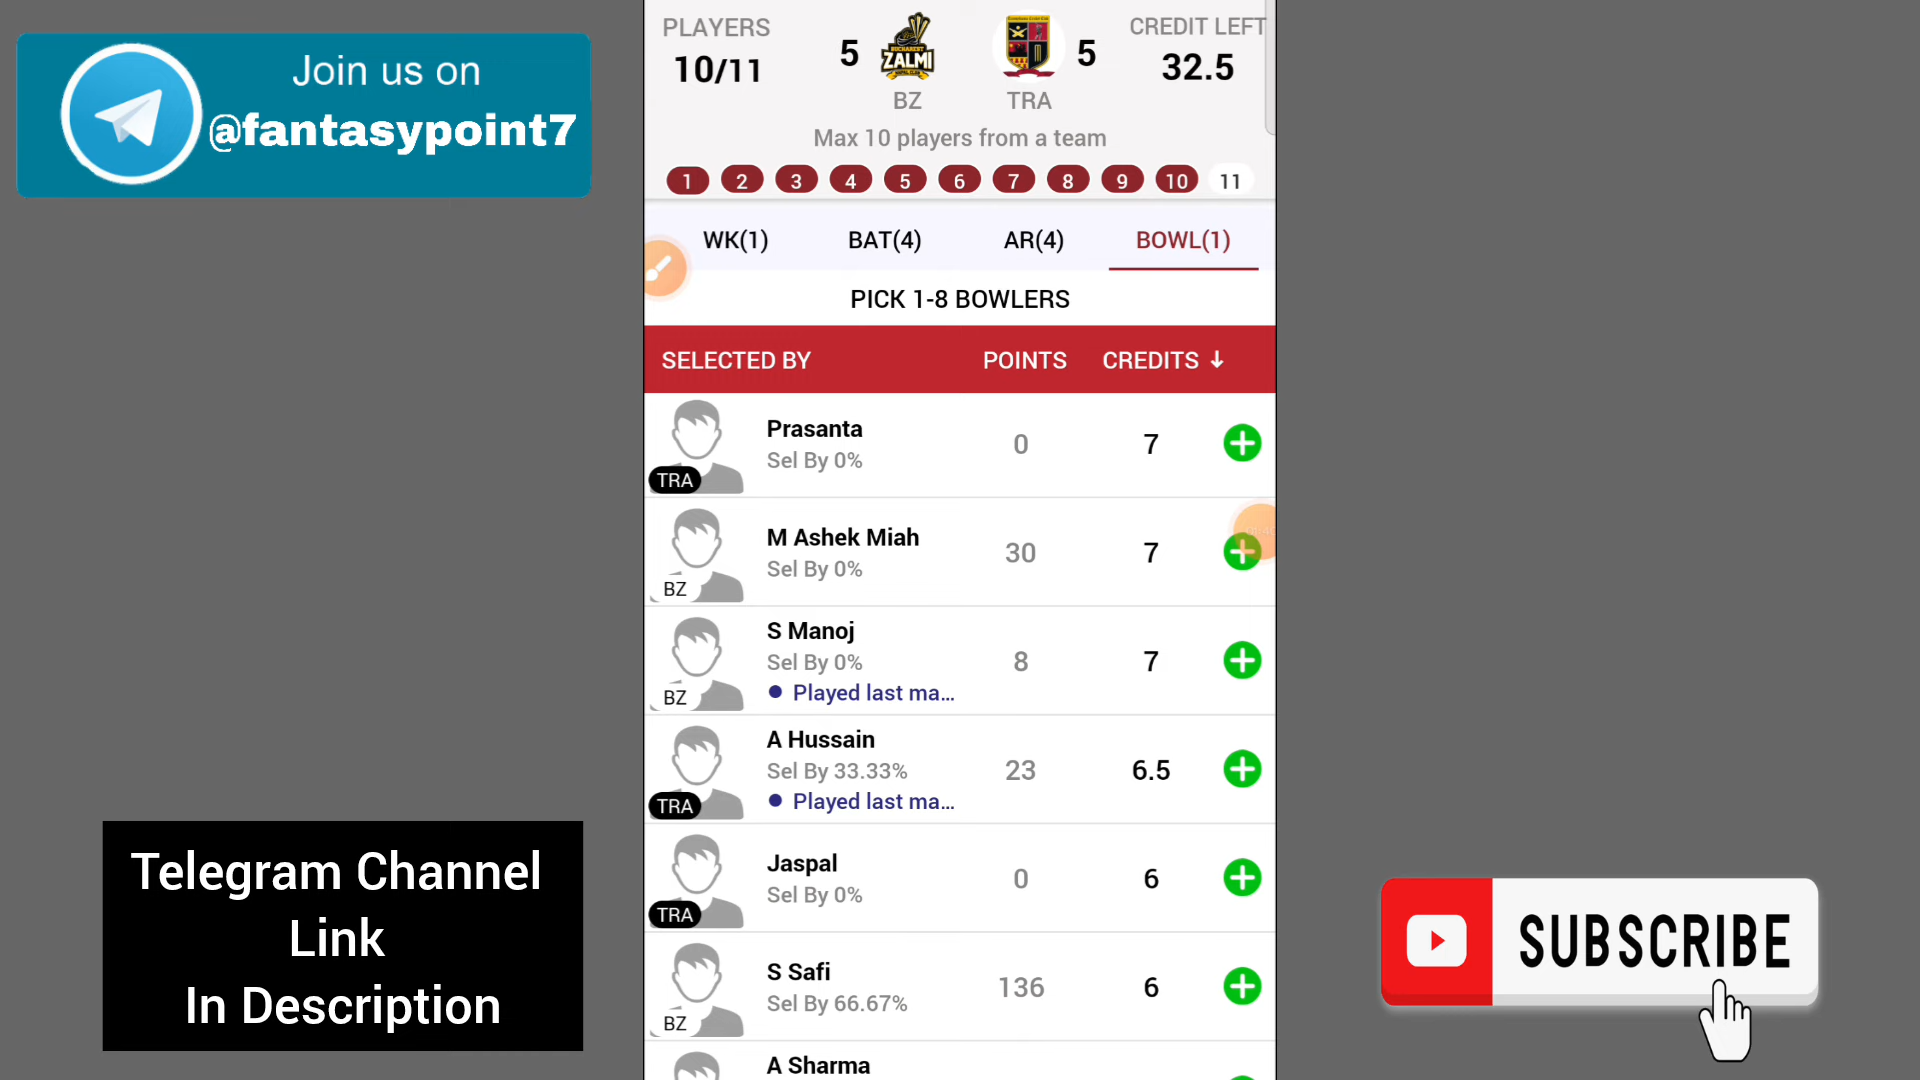 Join us on
@fantasypoint7
PLAYERS
10/11
5
BUCHAREST
ZALMI
BZ
TRA
5
CREDIT LEFT
32.5
Max 10 players from a team
1 2 3 4 5 6 7 8 9 10 11
WK(1) BAT(4) AR(4) BOWL(1)
PICK 1-8 BOWLERS
SELECTED BY POINTS CREDITS ↓
Prasanta
Sel By 0%
TRA
0 7
M Ashek Miah
Sel By 0%
BZ
30 7
S Manoj
Sel By 0%
Played last ma...
BZ
8 7
A Hussain
Sel By 33.33%
Played last ma...
TRA
23 6.5
Jaspal
Sel By 0%
TRA
0 6
S Safi
Sel By 66.67%
BZ
136 6
A Sharma
Telegram Channel
Link
In Description
SUBSCRIBE